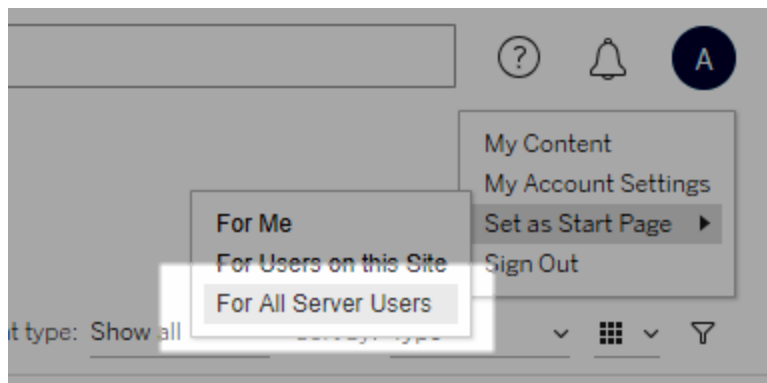 A
My Content
My Account Settings
Set as Start Page
Sign Out
For Me
For Users on this Site
For All Server Users
t type: Show all